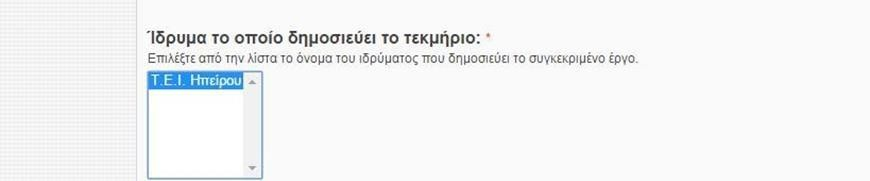 Ίδρυμα το οποίο δημοσιεύει το τεκμήριο: *
Επιλέξτε από την λίστα το όνομα του ιδρύματος που δημοσιεύει το συγκεκριμένο έργο.
Τ.Ε.Ι. Ηπείρου